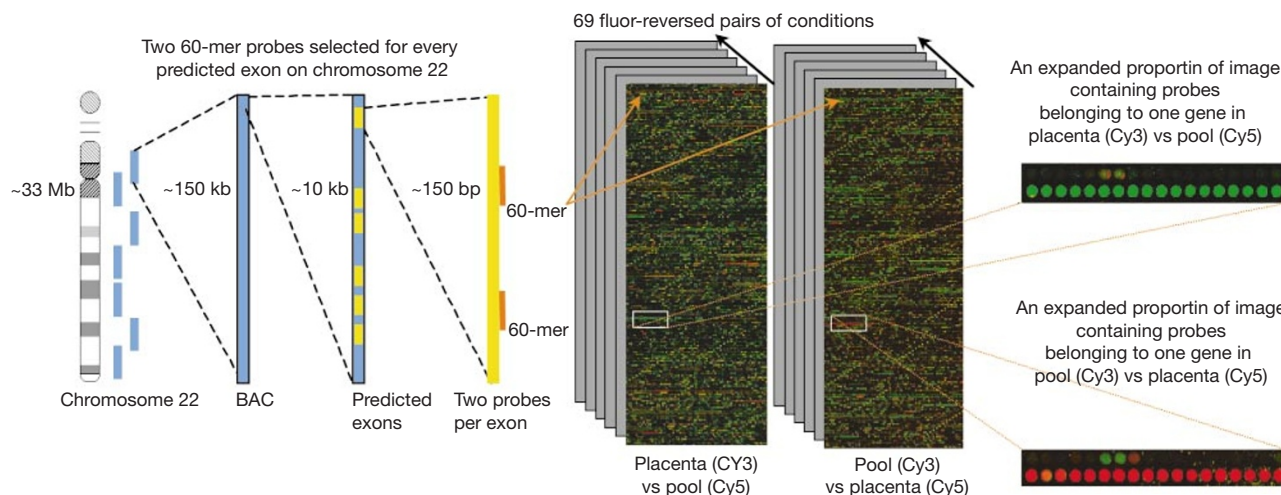 69 fluor-reversed pairs of conditions
Two 60-mer probes selected for every
predicted exon on chromosome 22
~33 Mb
~150 kb
~10 kb
~150 bp
60-mer
60-mer
Chromosome 22
BAC
Predicted
exons
Two probes
per exon
Placenta (CY3)
vs pool (Cy5)
Pool (Cy3)
vs placenta (Cy5)
An expanded proportin of image
containing probes
belonging to one gene in
placenta (Cy3) vs pool (Cy5)
An expanded proportin of image
containing probes
belonging to one gene in
pool (Cy3) vs placenta (Cy5)